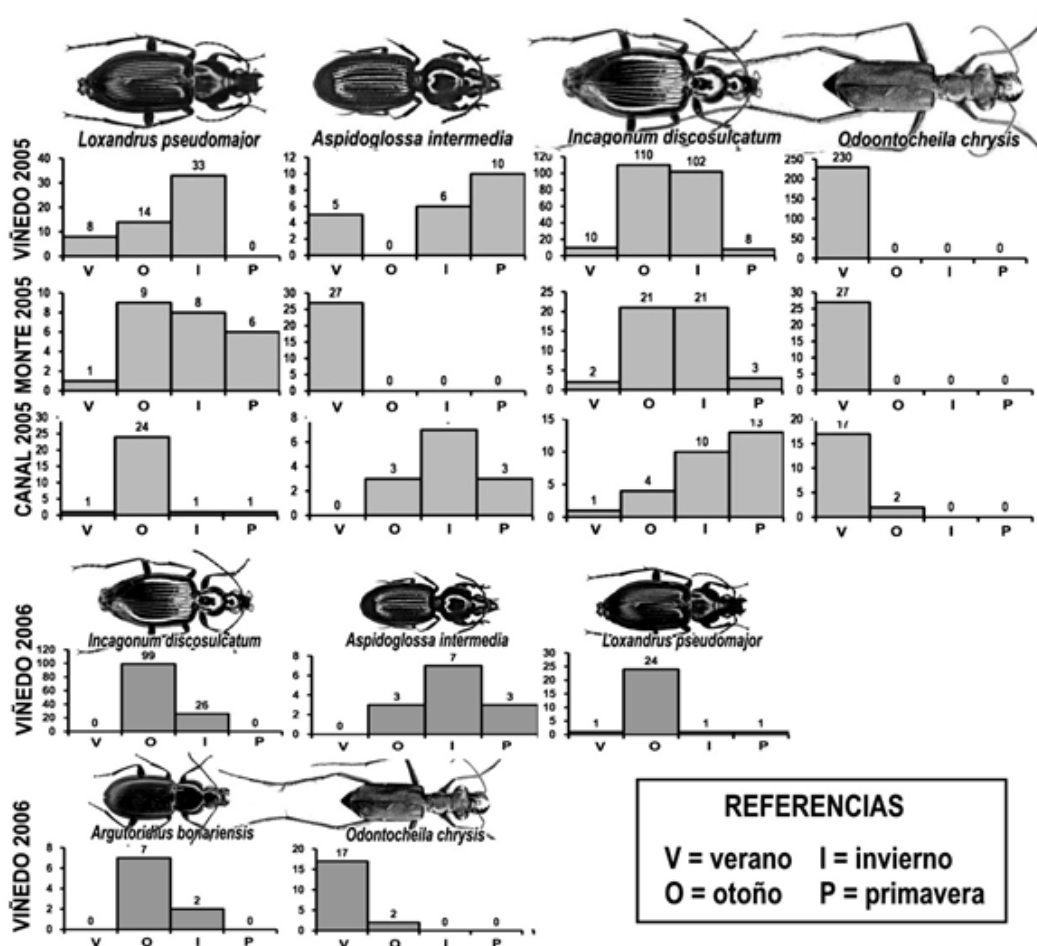 Loxandrus pseudomajor Aspidoglossa intermedia Incagonum discosulcatum Odoontocheila chrysis
VIÑEDO 2005
40 30 20 10 0
8 14 33 0
V O I P
12 10 8 6 4 2 0
5 0 6 10
V O I P
120 100 80 60 40 20 0
10 110 102 8
V O I P
250 200 150 100 50 0
230 0 0 0
V O I P
MONTE 2005
10 8 6 4 2 0
1 9 8 6
V O I P
30 25 20 15 10 5 0
27 0 0 0
V O I P
25 20 15 10 5 0
2 21 21 3
V O I P
30 25 20 15 10 5 0
27 0 0 0
V O I P
CANAL 2005
30 25 20 15 10 5 0
1 24 1 1
V O I P
8 6 4 2 0
0 3 3
V O I P
15 10 5 0
1 4 10 13
V O I P
20 15 10 5 0
17 2 0 0
V O I P
Incagonum discosulcatum Aspidoglossa intermedia Loxandrus pseudomajor
VIÑEDO 2006
120 100 80 60 40 20 0
0 99 26 0
V O I P
8 6 4 2 0
0 3 7 3
V O I P
30 25 20 15 10 5 0
1 24 1 1
V O I P
Argutoridius bonariensis Odontocheila chrysis
VIÑEDO 2006
8 6 4 2 0
0 7 2 0
V O I P
20 15 10 5 0
17 2 0 0
V O I P
REFERENCIAS
V = verano I = invierno
O = otoño P = primavera